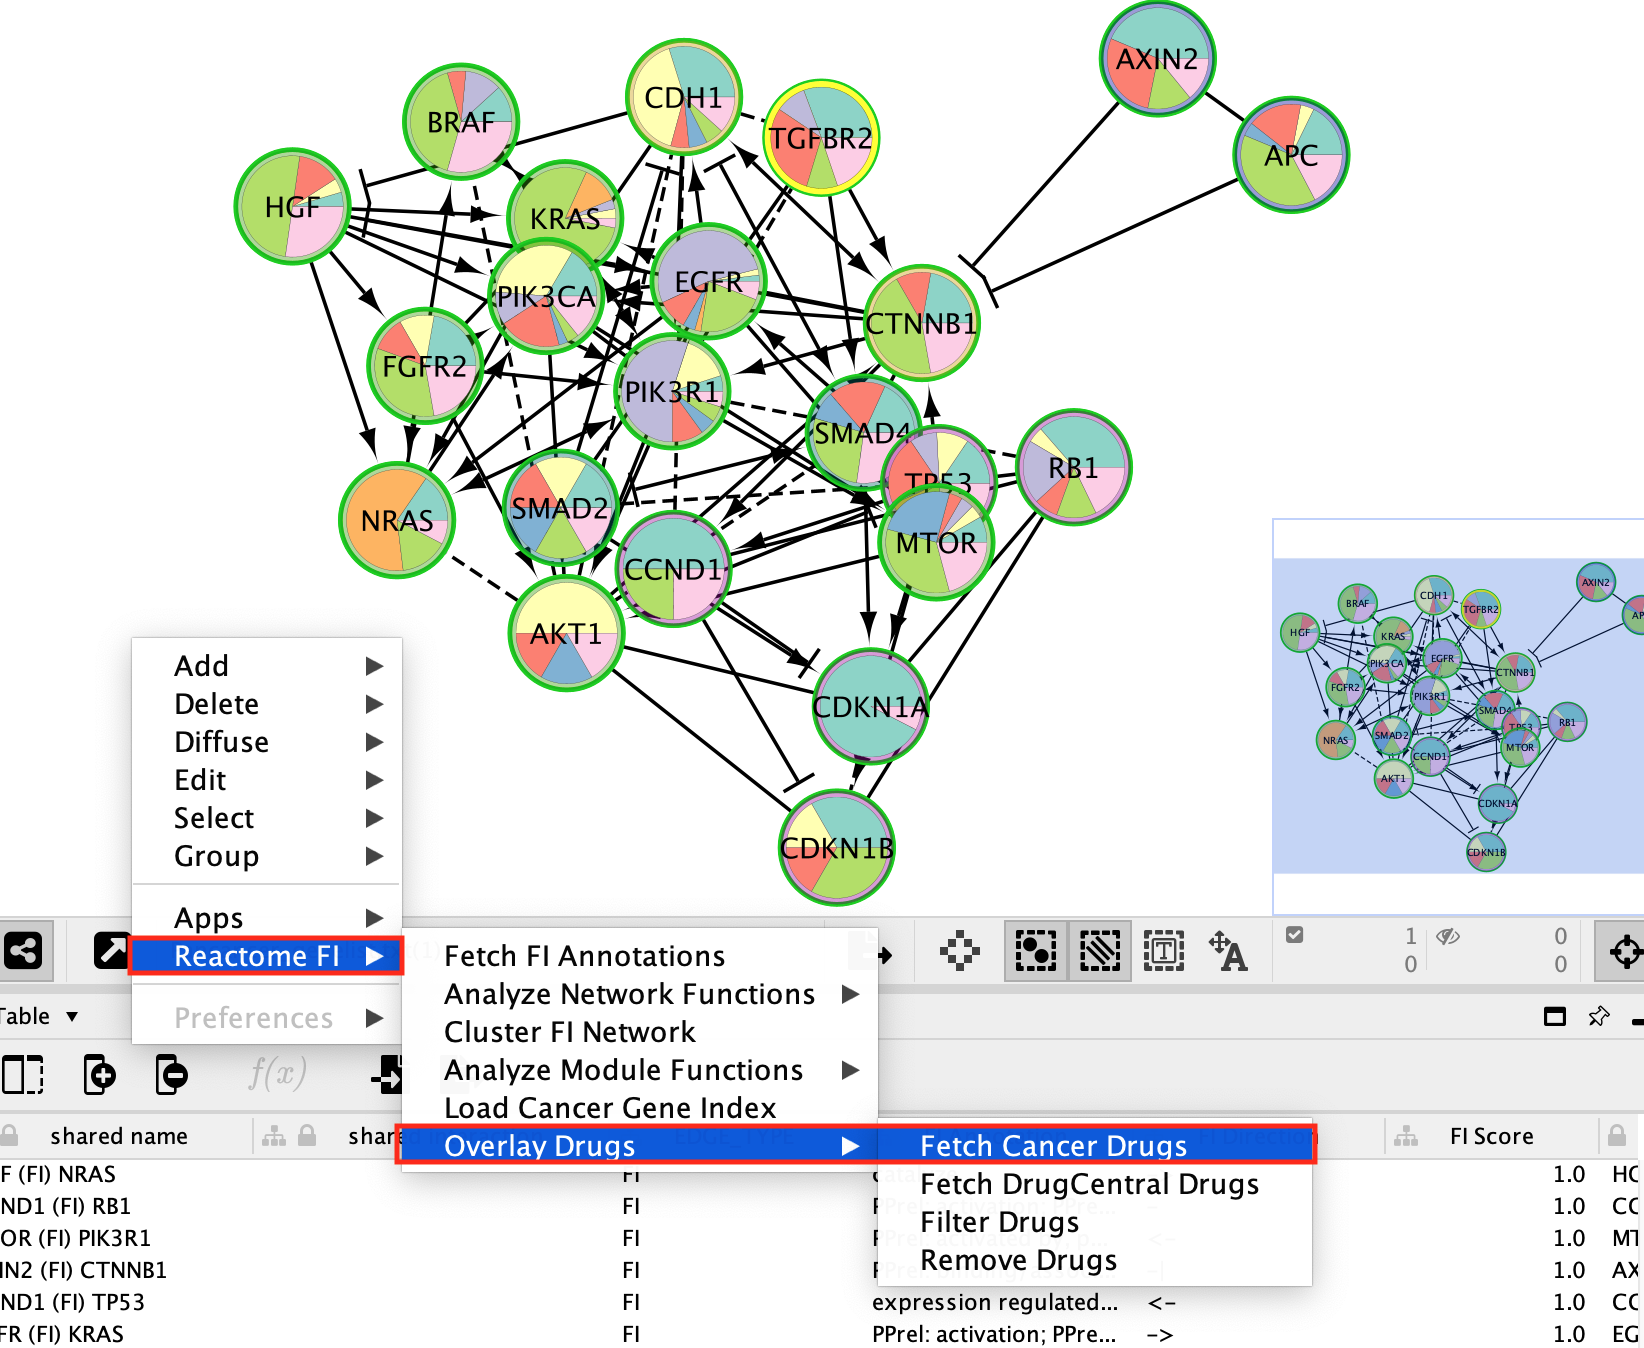 AXIN2
CDH1
BRAF
TGFBR2
APC
HGF
KRAS
EGFR
PIK3CA
CTNNB1
FGFR2
PIK3R1
SMAD4
RB1
TP53
SMAD2
NRAS
MTOR
CCND1
AKT1
CDKN1A
CDKN1B
AXIN2
CDH1
BRAF
TGFBR2
HGF
KRAS
EGFR
PIK3CA
CTNNB1
FGFR2
PIK3R1
SMAD4
RB1
TP53
NRAS
SMAD2
MTOR
CCND1
AKT1
CDKN1A
CDKN1B
Add
Delete
Diffuse
Edit
Select
Group
Apps
Reactome FI
Preferences
Fetch FI Annotations
Analyze Network Functions
Cluster FI Network
Analyze Module Functions
Load Cancer Gene Index
Overlay Drugs
Fetch Cancer Drugs
Fetch DrugCentral Drugs
Filter Drugs
Remove Drugs
1 0
0 0
Table
f(x)
shared name
FI Score
F (FI) NRAS FI 1.0 HG
ND1 (FI) RB1 FI 1.0 CC
OR (FI) PIK3R1 FI 1.0 MT
IN2 (FI) CTNNB1 FI 1.0 AX
ND1 (FI) TP53 FI expression regulated... <- 1.0 CC
FR (FI) KRAS FI PPrel: activation; PPre... -> 1.0 EG